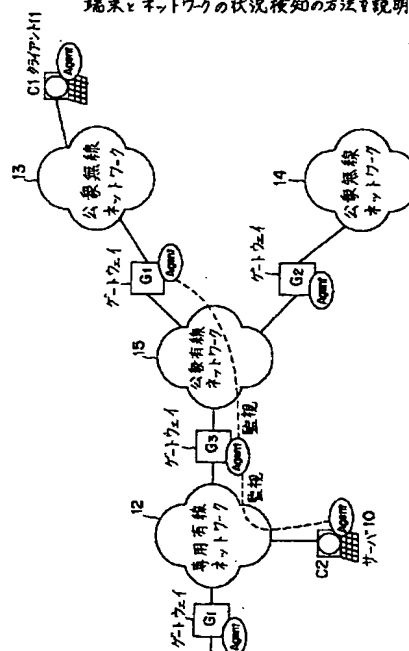 端末とネットワークの状況検知の方法を説明
C1 クライアント11
Agent
13
公衆無線
ネットワーク
14
公衆無線
ネットワーク
ゲートウェイ
G1
Agent
ゲートウェイ
G2
Agent
15
公衆有線
ネットワーク
監視
監視
ゲートウェイ
G3
Agent
12
専用有線
ネットワーク
Agent
C2
サーバ10
ゲートウェイ
G1
Agent